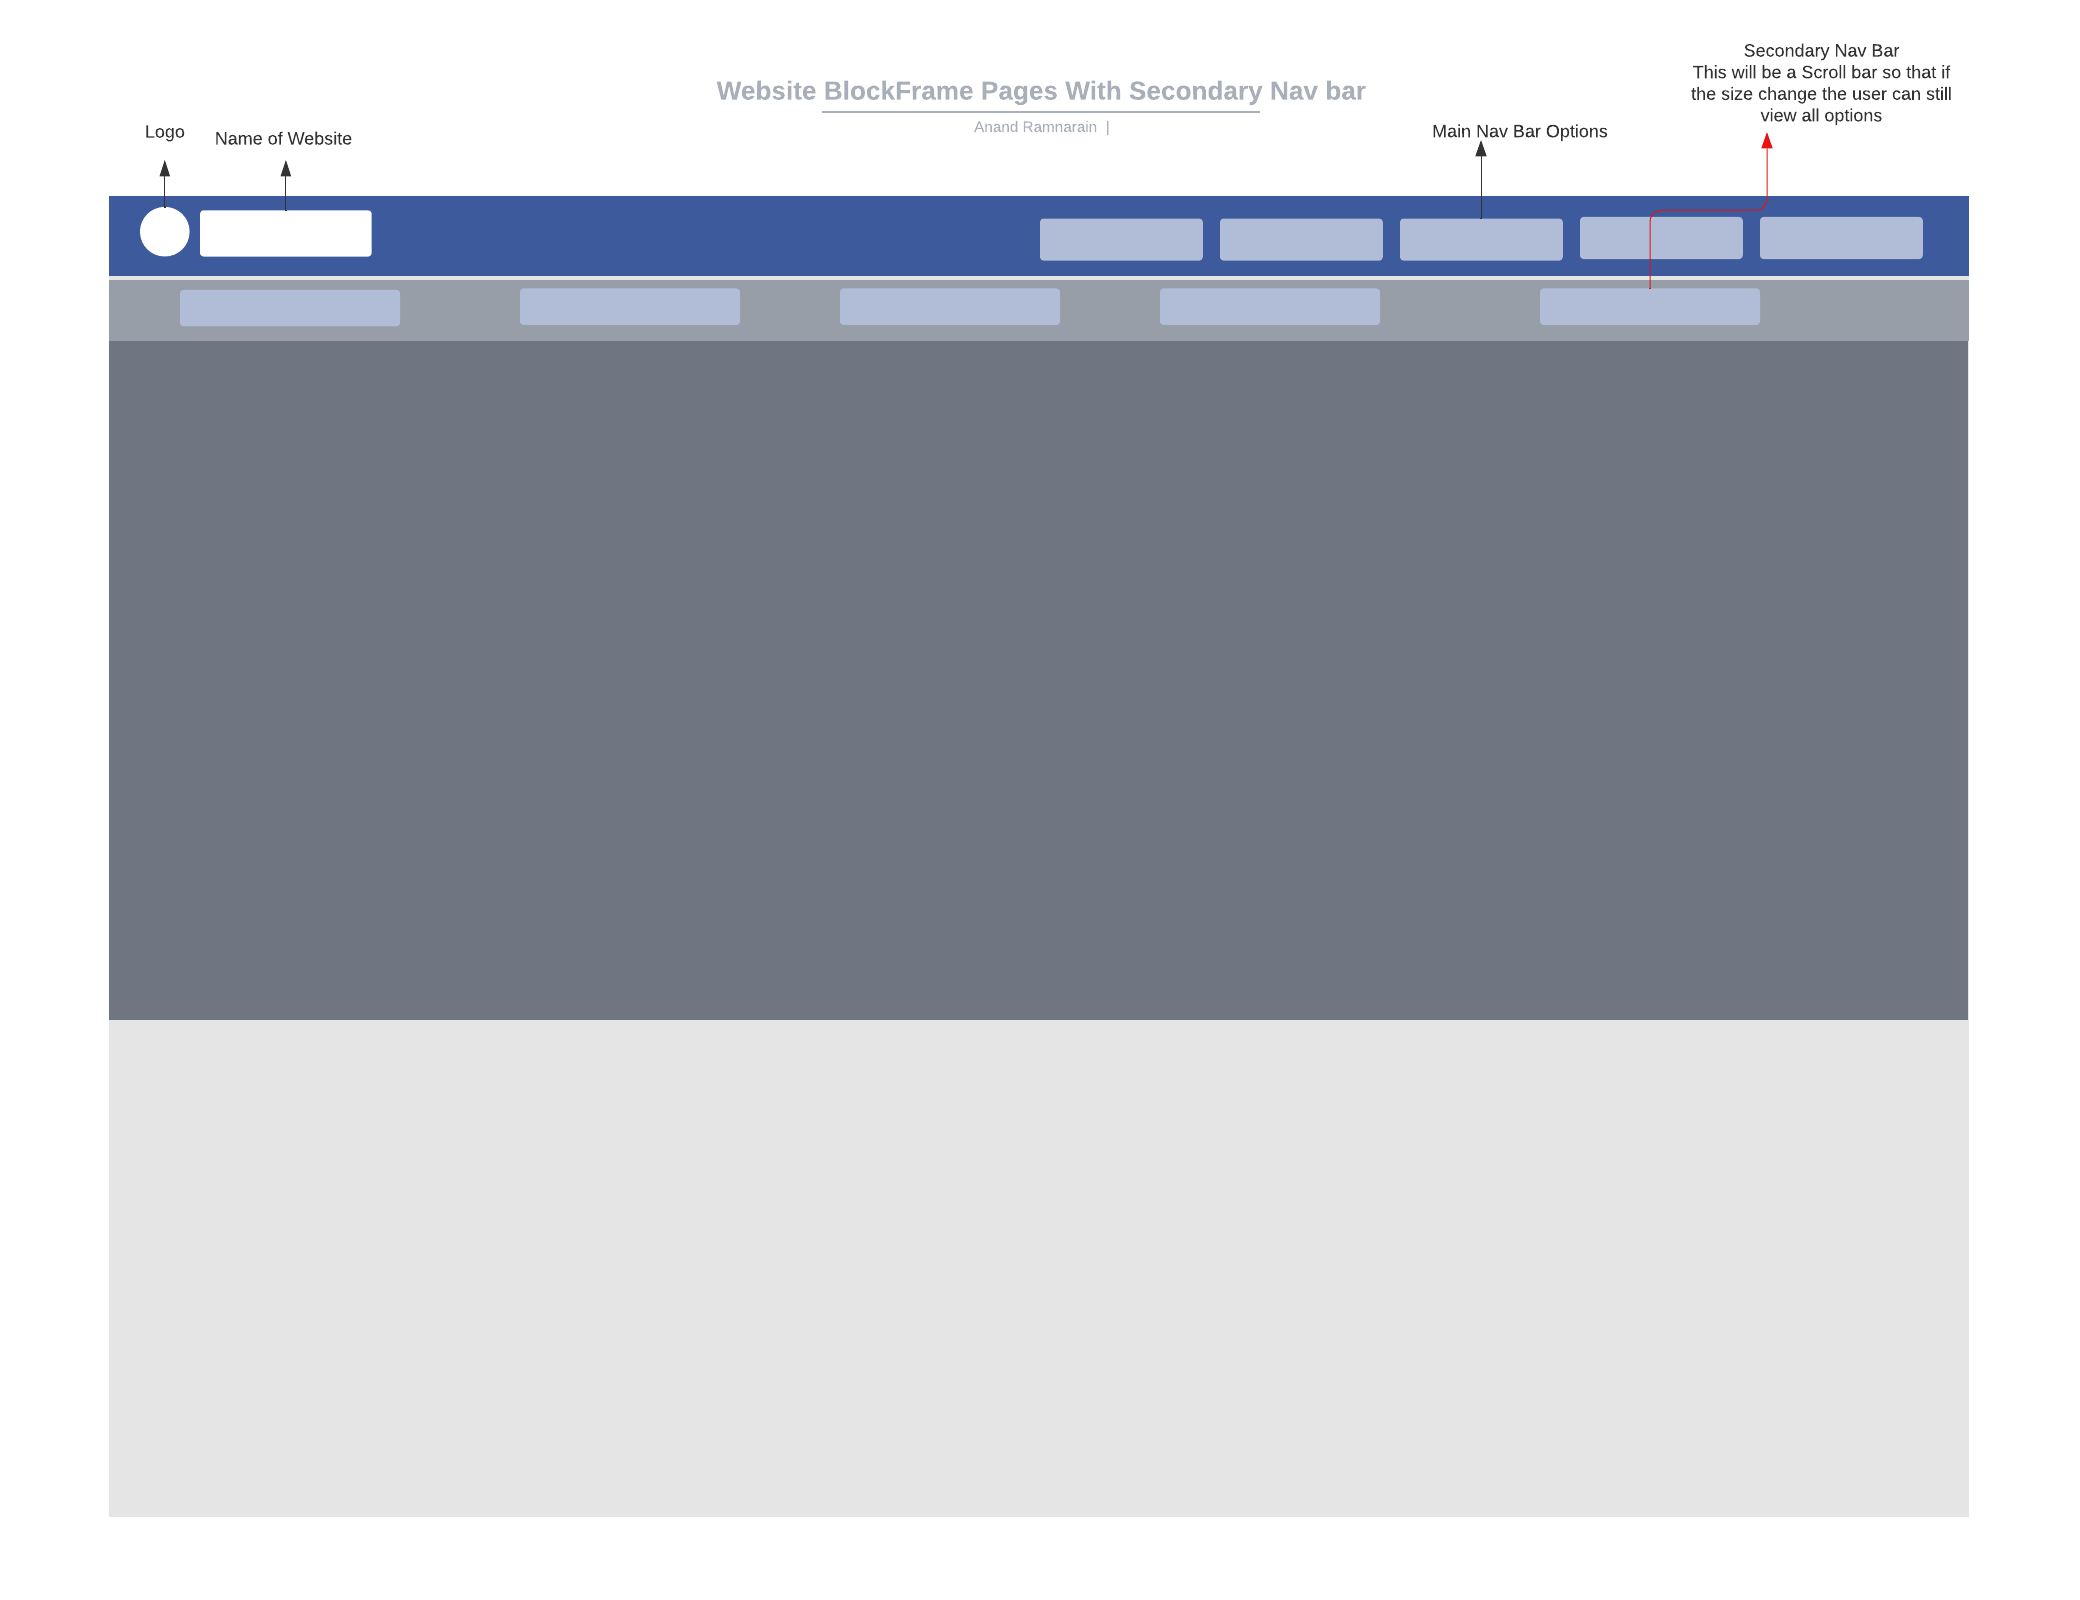 Website BlockFrame Pages With Secondary Nav bar
Anand Ramnarain |
Logo
Name of Website
Main Nav Bar Options
Secondary Nav Bar
This will be a Scroll bar so that if
the size change the user can still
view all options